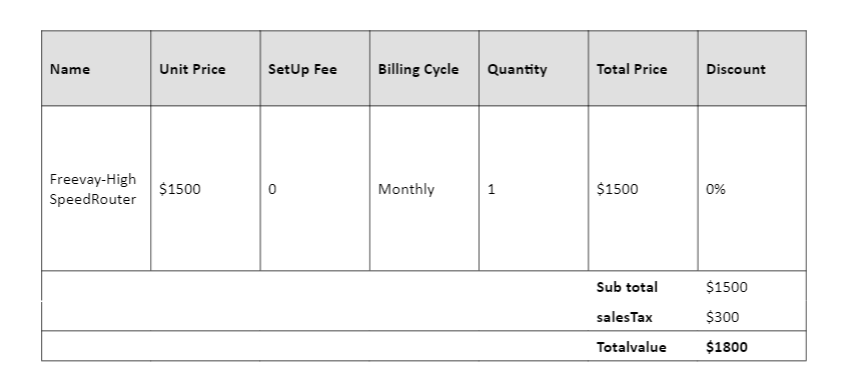 Name Unit Price SetUp Fee Billing Cycle Quantity Total Price Discount
Freevay-High
SpeedRouter $1500 0 Monthly 1 $1500 0%
Sub total $1500
salesTax $300
Totalvalue $1800